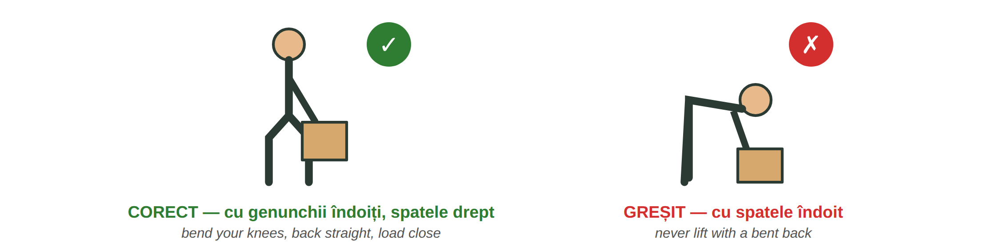 ✓
✗
CORECT — cu genunchii îndoiți, spatele drept
bend your knees, back straight, load close
GREȘIT — cu spatele îndoit
never lift with a bent back